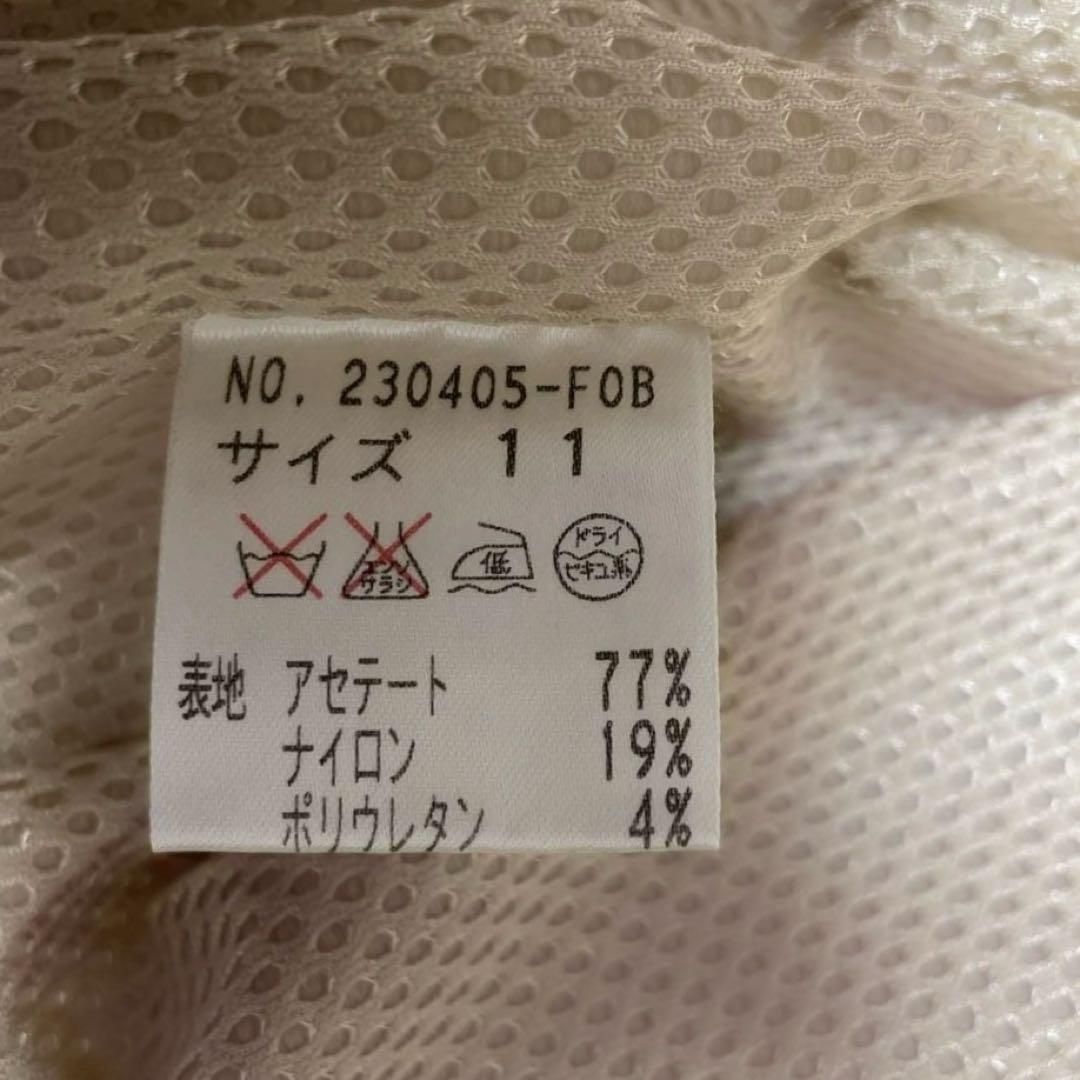 NO. 230405-F0B
サイズ 11
エンソ
サラシ
低
ドライ
セキユ系
表地 アセテート 77%
ナイロン 19%
ポリウレタン 4%